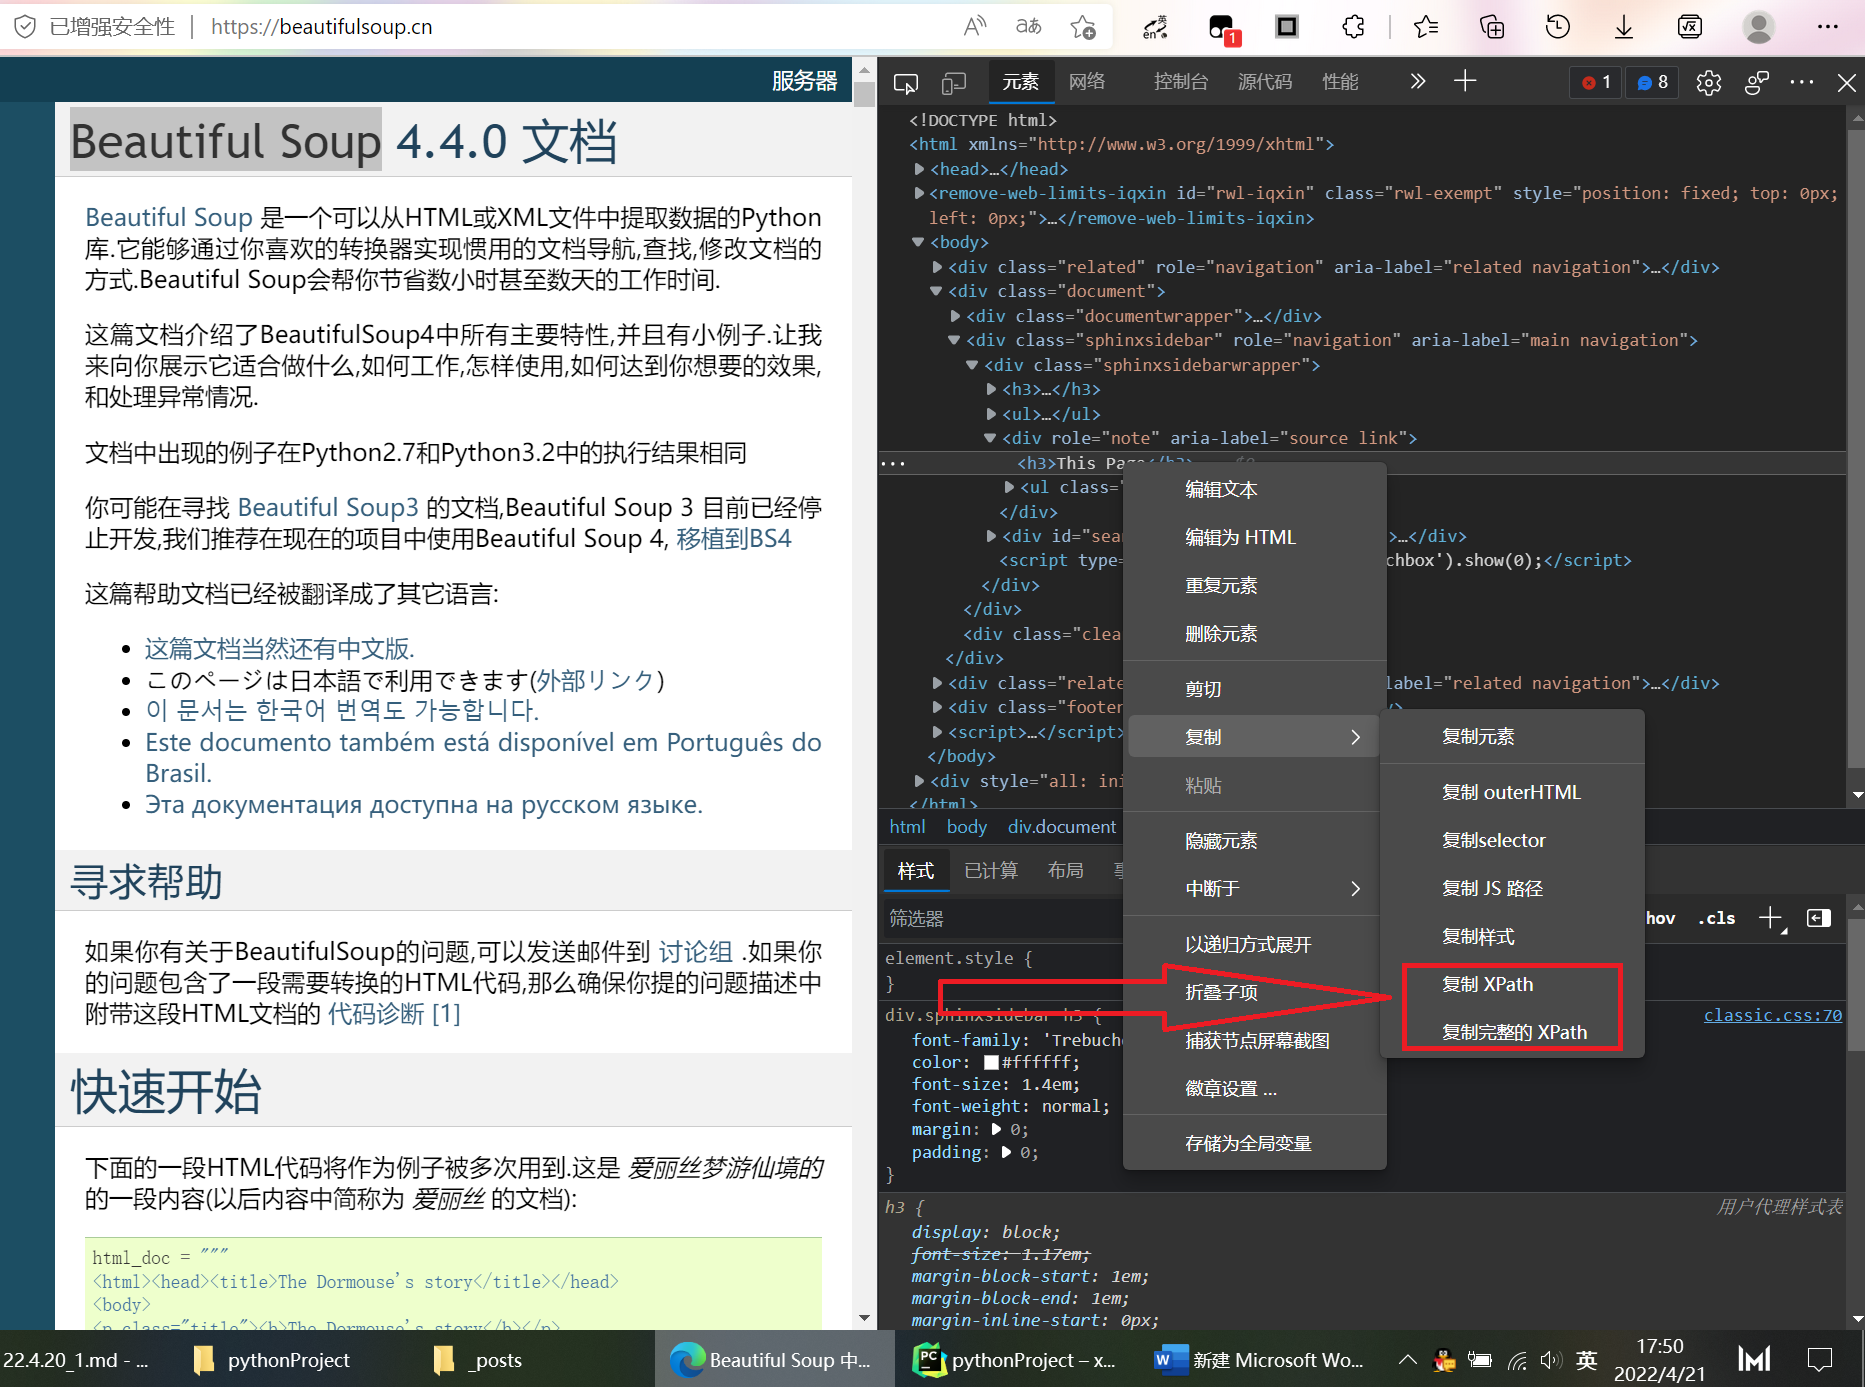 已增强安全性 https://beautifulsoup.cn
服务器
Beautiful Soup 4.4.0 文档
Beautiful Soup 是一个可以从HTML或XML文件中提取数据的Python
库.它能够通过你喜欢的转换器实现惯用的文档导航,查找,修改文档的
方式.Beautiful Soup会帮你节省数小时甚至数天的工作时间.
这篇文档介绍了BeautifulSoup4中所有主要特性,并且有小例子.让我
来向你展示它适合做什么,如何工作,怎样使用,如何达到你想要的效果,
和处理异常情况.
文档中出现的例子在Python2.7和Python3.2中的执行结果相同
你可能在寻找 Beautiful Soup3 的文档,Beautiful Soup 3 目前已经停
止开发,我们推荐在现在的项目中使用Beautiful Soup 4, 移植到BS4
这篇帮助文档已经被翻译成了其它语言:
这篇文档当然还有中文版.
このページは日本語で利用できます(外部リンク)
이 문서는 한국어 번역도 가능합니다.
Este documento também está disponível em Português do
Brasil.
Эта документация доступна на русском языке.
寻求帮助
如果你有关于BeautifulSoup的问题,可以发送邮件到 讨论组 .如果你
的问题包含了一段需要转换的HTML代码,那么确保你提的问题描述中
附带这段HTML文档的 代码诊断 [1]
快速开始
下面的一段HTML代码将作为例子被多次用到.这是 爱丽丝梦游仙境的
的一段内容(以后内容中简称为 爱丽丝 的文档):
html_doc = """
<html><head><title>The Dormouse's story</title></head>
<body>
<p class="title"><b>The Dormouse's story</b></p>
元素 网络 控制台 源代码 性能 1 8
<!DOCTYPE html>
<html xmlns="http://www.w3.org/1999/xhtml">
<head>…</head>
<remove-web-limits-iqxin id="rwl-iqxin" class="rwl-exempt" style="position: fixed; top: 0px;
left: 0px;">…</remove-web-limits-iqxin>
<body>
<div class="related" role="navigation" aria-label="related navigation">…</div>
<div class="document">
<div class="documentwrapper">…</div>
<div class="sphinxsidebar" role="navigation" aria-label="main navigation">
<div class="sphinxsidebarwrapper">
<h3>…</h3>
<ul>…</ul>
<div role="note" aria-label="source link">
<h3>This Page</h3>
<ul class="
</div>
<div id="sea >…</div>
<script type= chbox').show(0);</script>
</div>
</div>
<div class="clea
</div>
<div class="relate label="related navigation">…</div>
<div class="footer
<script>…</script>
</body>
<div style="all: ini
</html>
html body div.document
样式 已计算 布局
筛选器 hov .cls
element.style {
}
div.sphinxsidebar h3 { classic.css:70
font-family: 'Trebuch
color: #ffffff;
font-size: 1.4em;
font-weight: normal;
margin: 0;
padding: 0;
}
h3 { 用户代理样式表
display: block;
font-size: 1.17em;
margin-block-start: 1em;
margin-block-end: 1em;
margin-inline-start: 0px;
编辑文本
编辑为 HTML
重复元素
删除元素
剪切
复制
粘贴
隐藏元素
中断于
以递归方式展开
折叠子项
捕获节点屏幕截图
徽章设置 ...
存储为全局变量
复制元素
复制 outerHTML
复制selector
复制 JS 路径
复制样式
复制 XPath
复制完整的 XPath
22.4.20_1.md - ... pythonProject _posts Beautiful Soup 中... pythonProject – x... 新建 Microsoft Wo... 英 17:50
2022/4/21